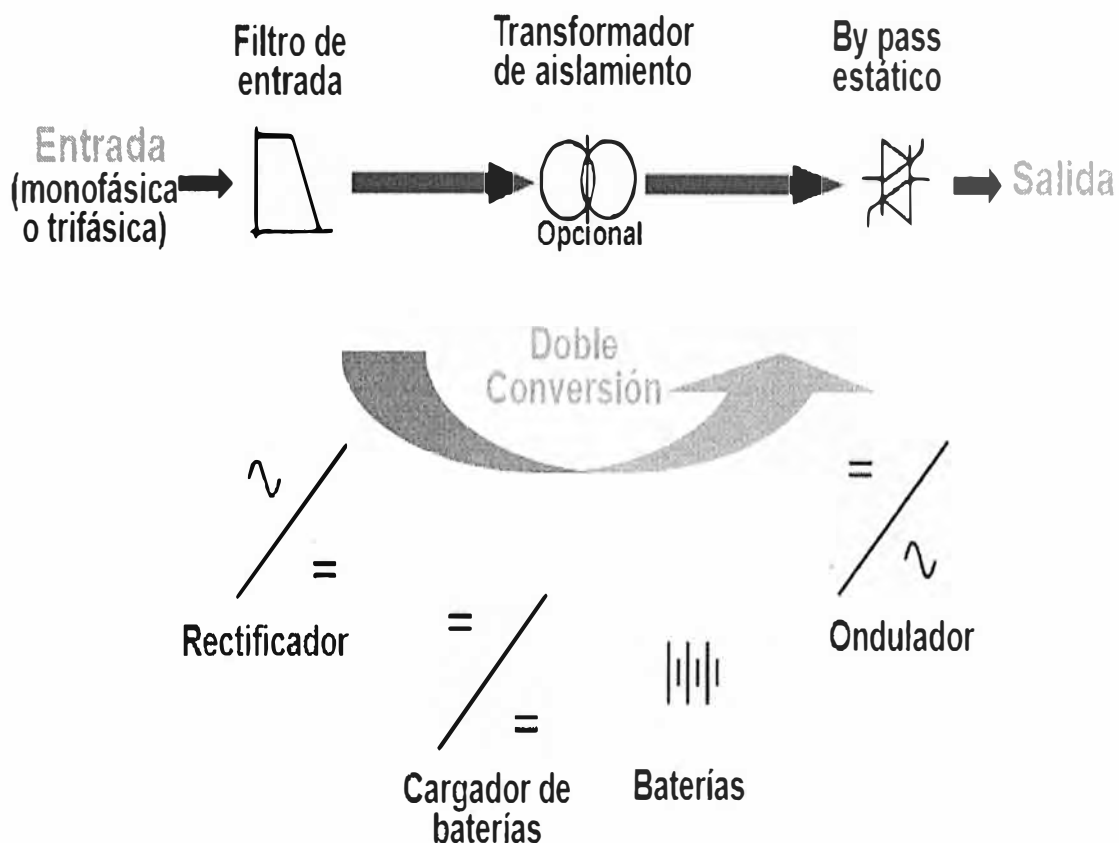 Filtro de
entrada
Transformador
de aislamiento
By pass
estático
Entrada
(monofásica
o trifásica)
Opcional
Salida
Doble
Conversión
Rectificador
Ondulador
Cargador de
baterías
Baterías